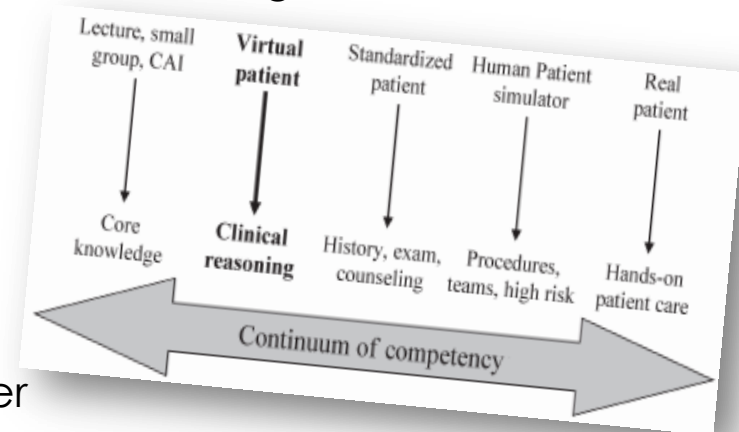 Lecture, small
group, CAI
Virtual
patient
Standardized
patient
Human Patient
simulator
Real
patient
Core
knowledge
Clinical
reasoning
History, exam,
counseling
Procedures,
teams, high risk
Hands-on
patient care
Continuum of competency
er